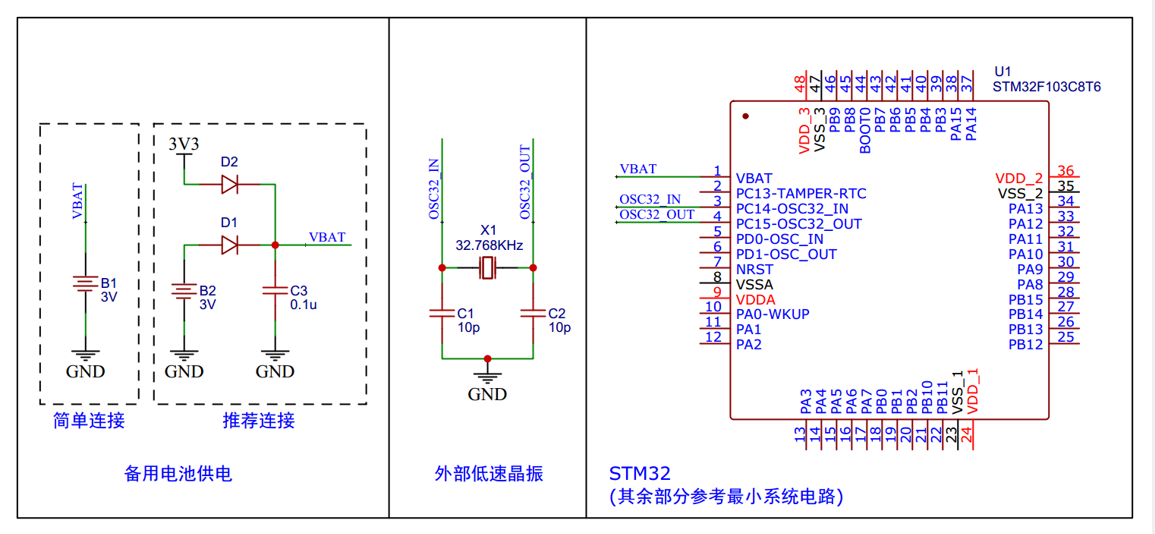 3V3
D2
D1
VBAT
VBAT
B1
3V
B2
3V
C3
0.1u
GND
GND
GND
简单连接
推荐连接
备用电池供电
OSC32_IN
OSC32_OUT
X1
32.768KHz
C1
10p
C2
10p
GND
外部低速晶振
U1
STM32F103C8T6
48
47
46
45
44
43
42
41
40
39
38
37
VDD_3
VSS_3
PB9
PB8
BOOT0
PB7
PB6
PB5
PB4
PB3
PA15
PA14
VBAT
OSC32_IN
OSC32_OUT
1 VBAT
2 PC13-TAMPER-RTC
3 PC14-OSC32_IN
4 PC15-OSC32_OUT
5 PD0-OSC_IN
6 PD1-OSC_OUT
7 NRST
8 VSSA
9 VDDA
10 PA0-WKUP
11 PA1
12 PA2
VDD_2 36
VSS_2 35
PA13 34
PA12 33
PA11 32
PA10 31
PA9 30
PA8 29
PB15 28
PB14 27
PB13 26
PB12 25
PA3
PA4
PA5
PA6
PA7
PB0
PB1
PB2
PB10
PB11
VSS_1
VDD_1
13
14
15
16
17
18
19
20
21
22
23
24
STM32
(其余部分参考最小系统电路)